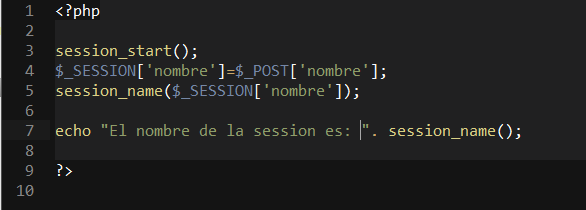 1 <?php
2
3 session_start();
4 $_SESSION['nombre']=$_POST['nombre'];
5 session_name($_SESSION['nombre']);
6
7 echo "El nombre de la session es: ". session_name();
8
9 ?>
10